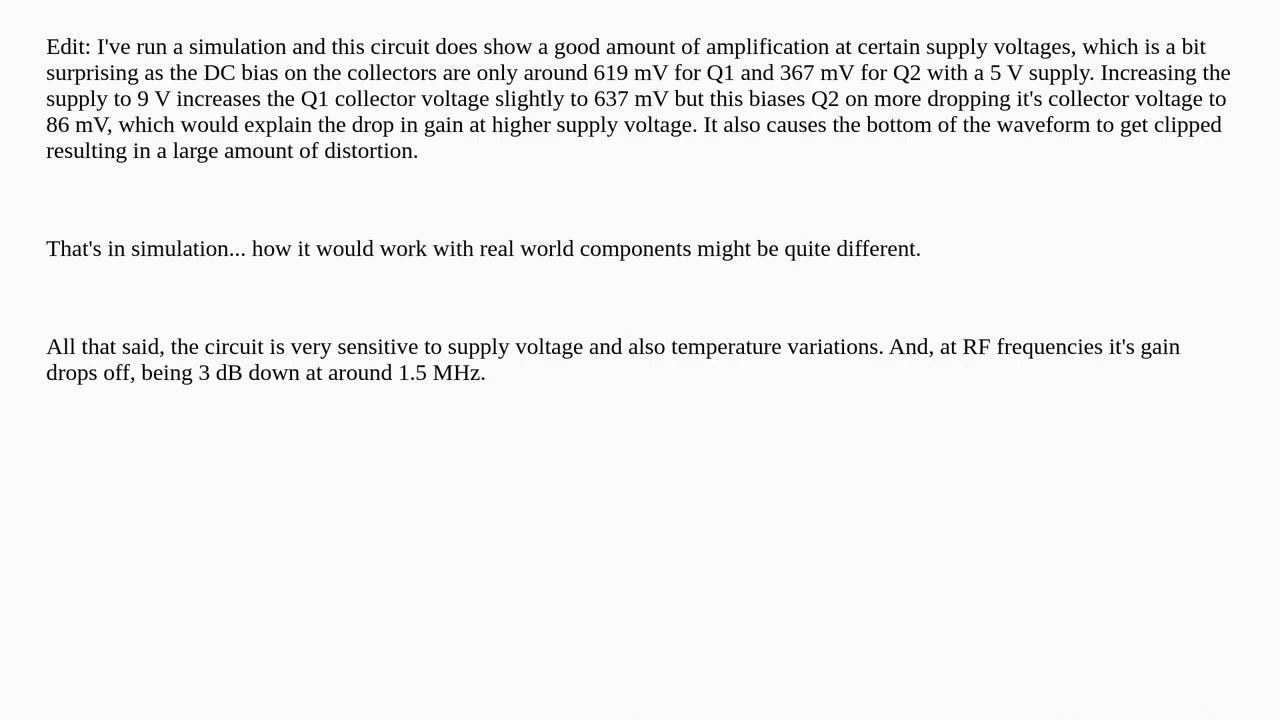 Edit: I've run a simulation and this circuit does show a good amount of amplification at certain supply voltages, which is a bit
surprising as the DC bias on the collectors are only around 619 mV for Q1 and 367 mV for Q2 with a 5 V supply. Increasing the
supply to 9 V increases the Q1 collector voltage slightly to 637 mV but this biases Q2 on more dropping it's collector voltage to
86 mV, which would explain the drop in gain at higher supply voltage. It also causes the bottom of the waveform to get clipped
resulting in a large amount of distortion.
That's in simulation... how it would work with real world components might be quite different.
All that said, the circuit is very sensitive to supply voltage and also temperature variations. And, at RF frequencies it's gain
drops off, being 3 dB down at around 1.5 MHz.